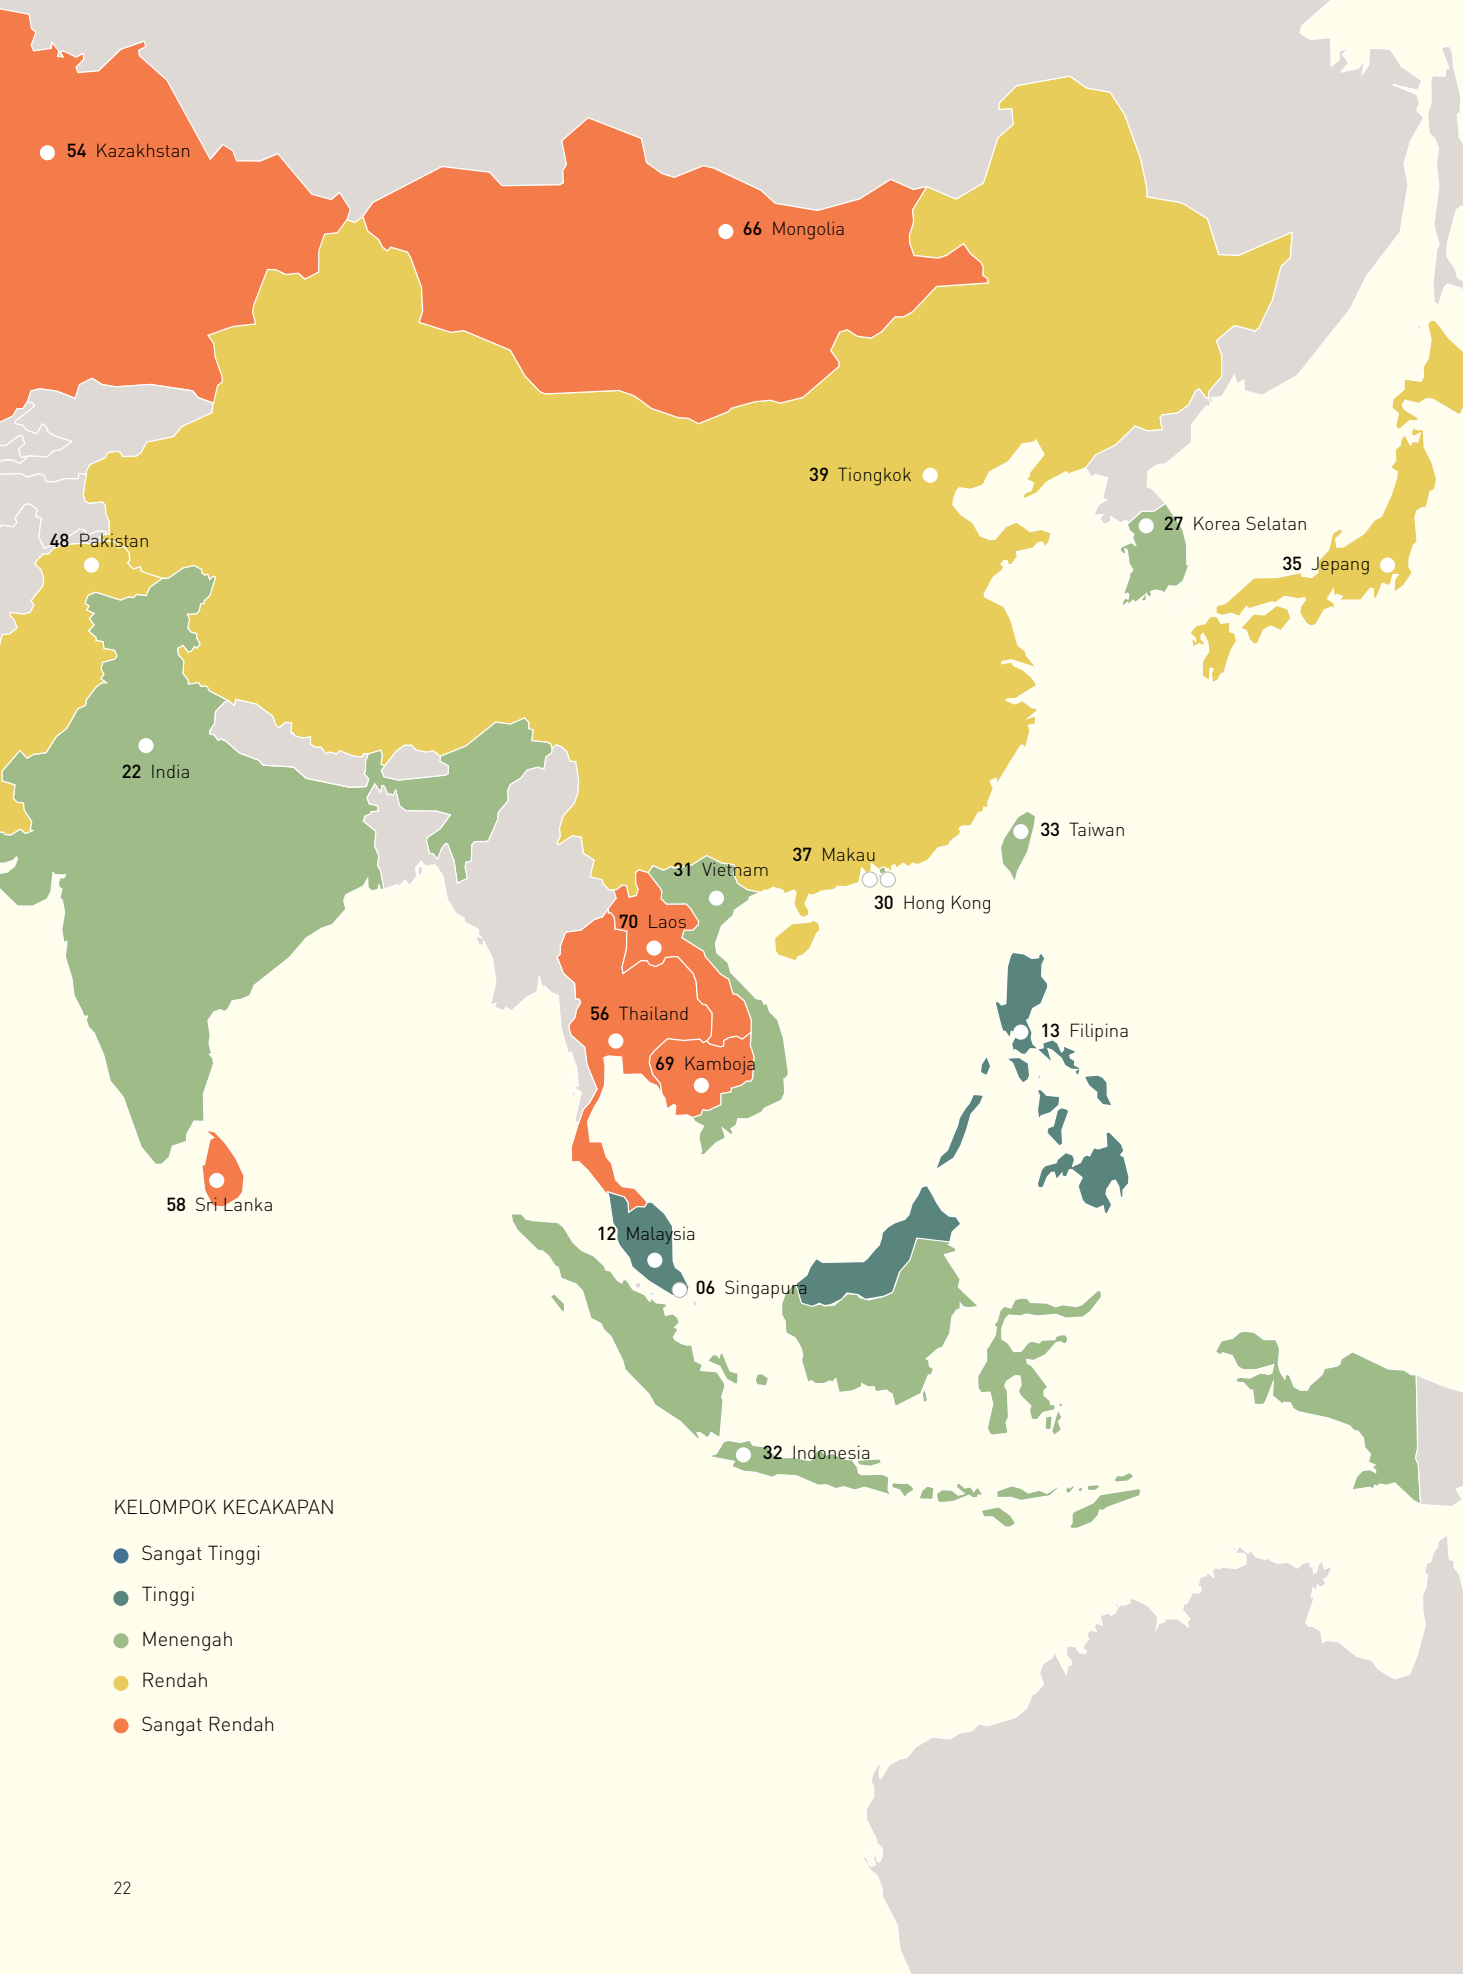 54 Kazakhstan
66 Mongolia
39 Tiongkok
27 Korea Selatan
48 Pakistan
35 Jepang
22 India
33 Taiwan
37 Makau
31 Vietnam
30 Hong Kong
70 Laos
56 Thailand
13 Filipina
69 Kamboja
58 Sri Lanka
12 Malaysia
06 Singapura
32 Indonesia
KELOMPOK KECAKAPAN
Sangat Tinggi
Tinggi
Menengah
Rendah
Sangat Rendah
22